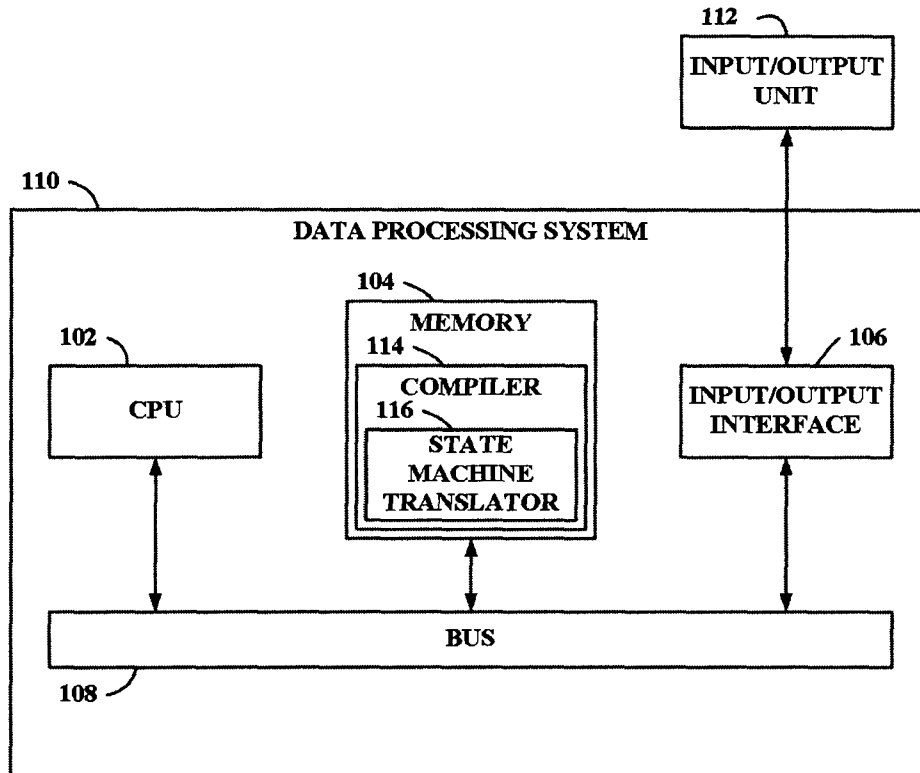 112
INPUT/OUTPUT
UNIT
110
DATA PROCESSING SYSTEM
104
MEMORY
102
CPU
114
COMPILER
116
STATE
MACHINE
TRANSLATOR
106
INPUT/OUTPUT
INTERFACE
BUS
108